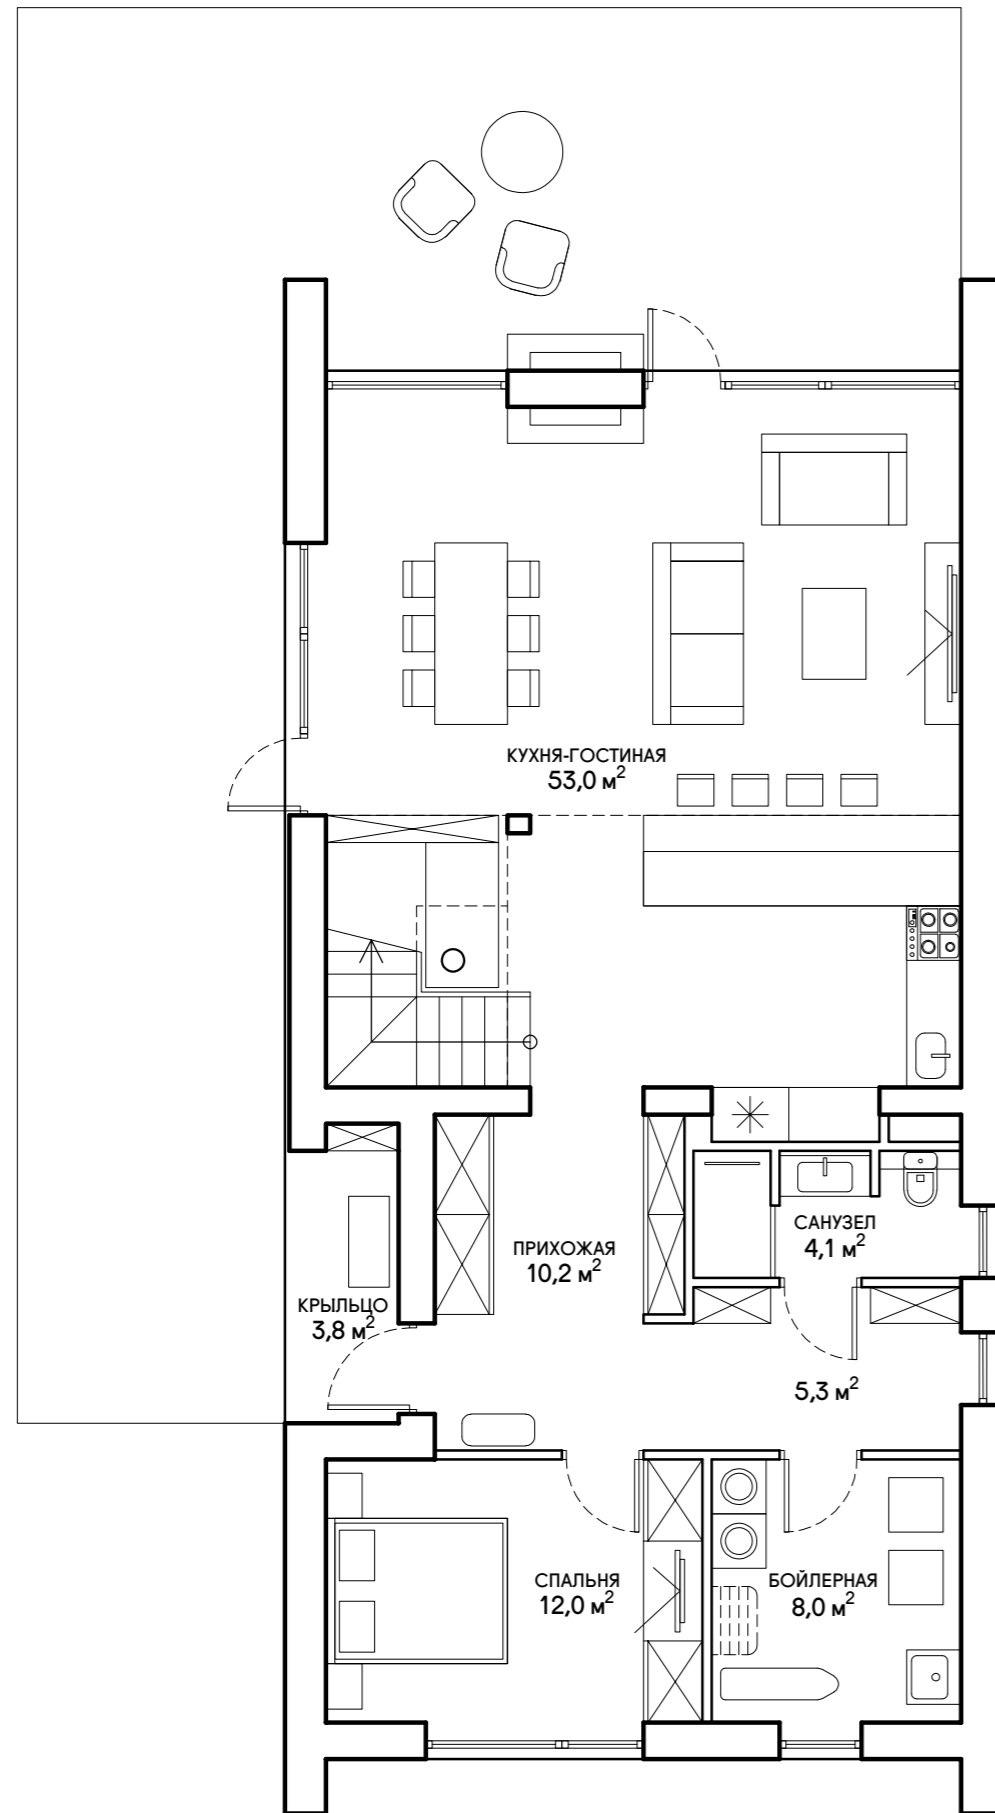 КУХНЯ-ГОСТИНАЯ
53,0 м²
САНУЗЕЛ
4,1 м²
ПРИХОЖАЯ
10,2 м²
КРЫЛЬЦО
3,8 м²
5,3 м²
СПАЛЬНЯ
12,0 м²
БОЙЛЕРНАЯ
8,0 м²